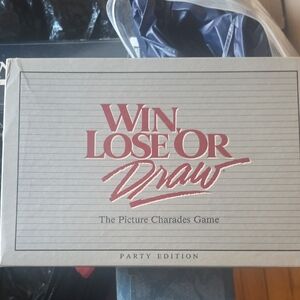 WIN,
LOSE OR
Draw
The Picture Charades Game
PARTY EDITION